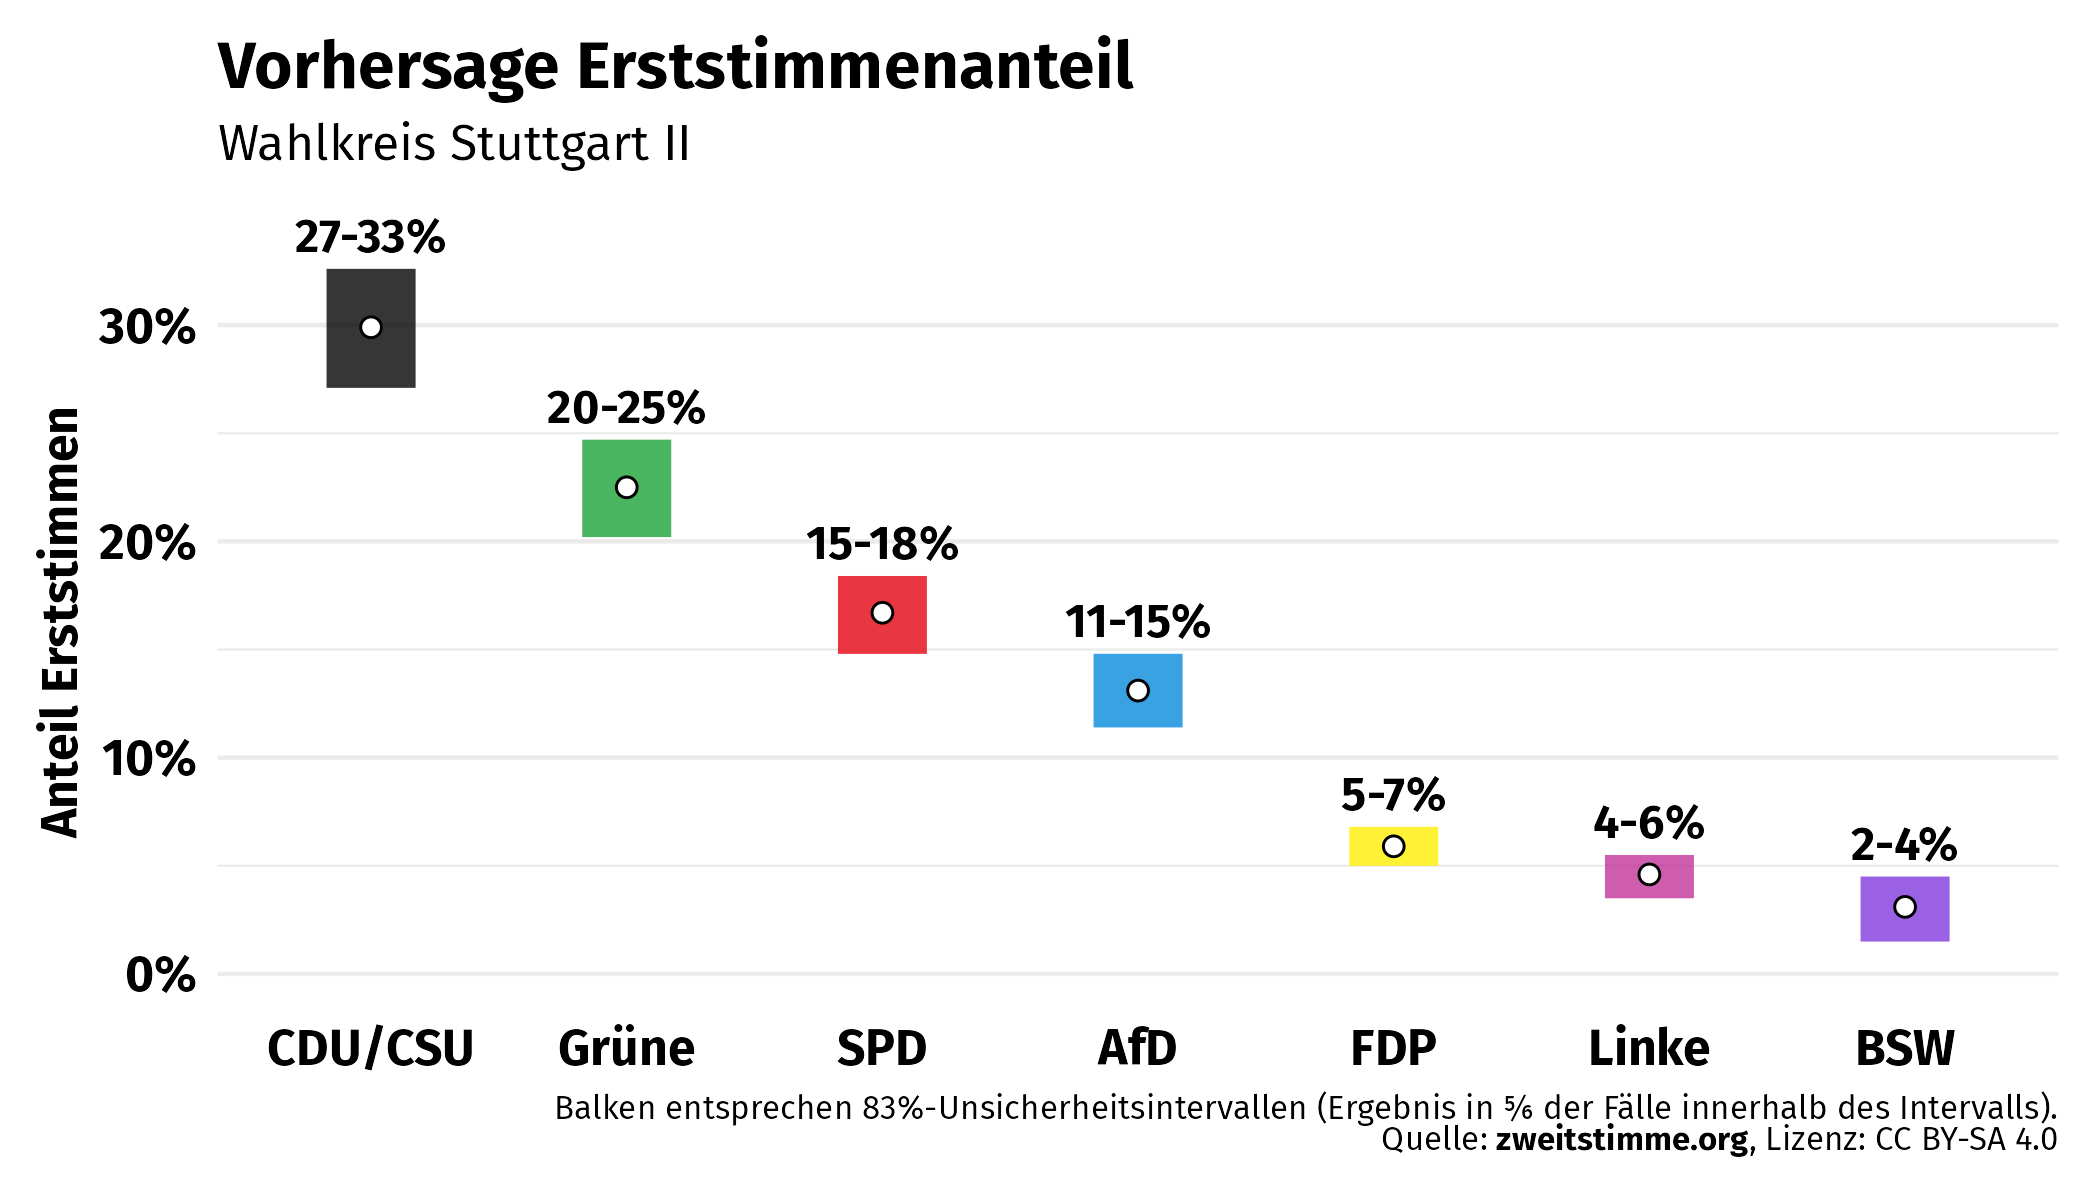 Vorhersage Erststimmenanteil
Wahlkreis Stuttgart II
27-33%
20-25%
15-18%
11-15%
5-7%
4-6%
2-4%
30%
20%
10%
0%
Anteil Erststimmen
CDU/CSU Grüne SPD AfD FDP Linke BSW
Balken entsprechen 83%-Unsicherheitsintervallen (Ergebnis in ⅚ der Fälle innerhalb des Intervalls).
Quelle: zweitstimme.org, Lizenz: CC BY-SA 4.0